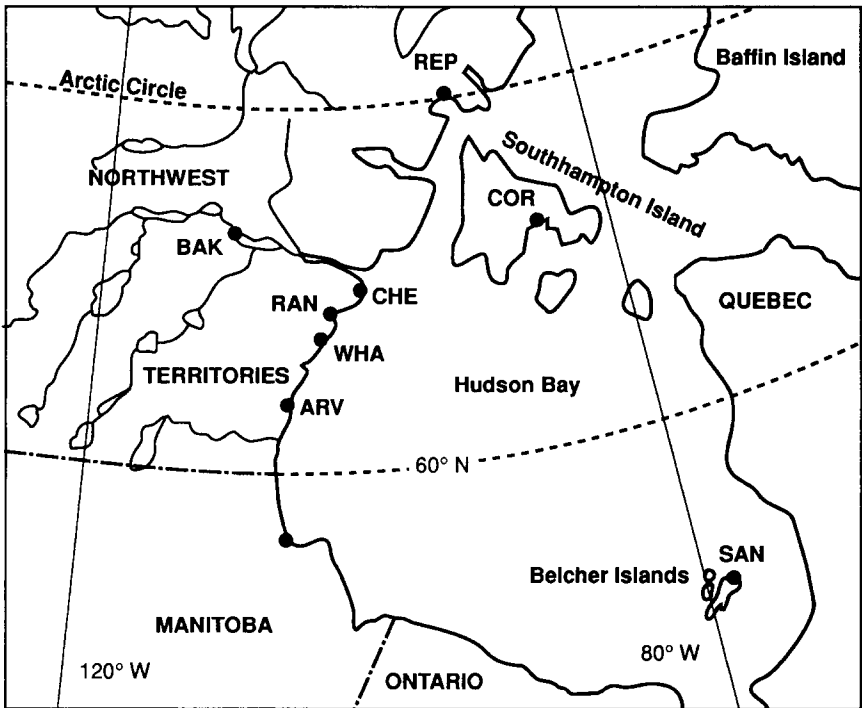 REP
Baffin Island
Arctic Circle
Southhampton Island
NORTHWEST
COR
BAK
CHE
RAN
QUEBEC
WHA
TERRITORIES
Hudson Bay
ARV
60° N
SAN
Belcher Islands
MANITOBA
80° W
120° W
ONTARIO